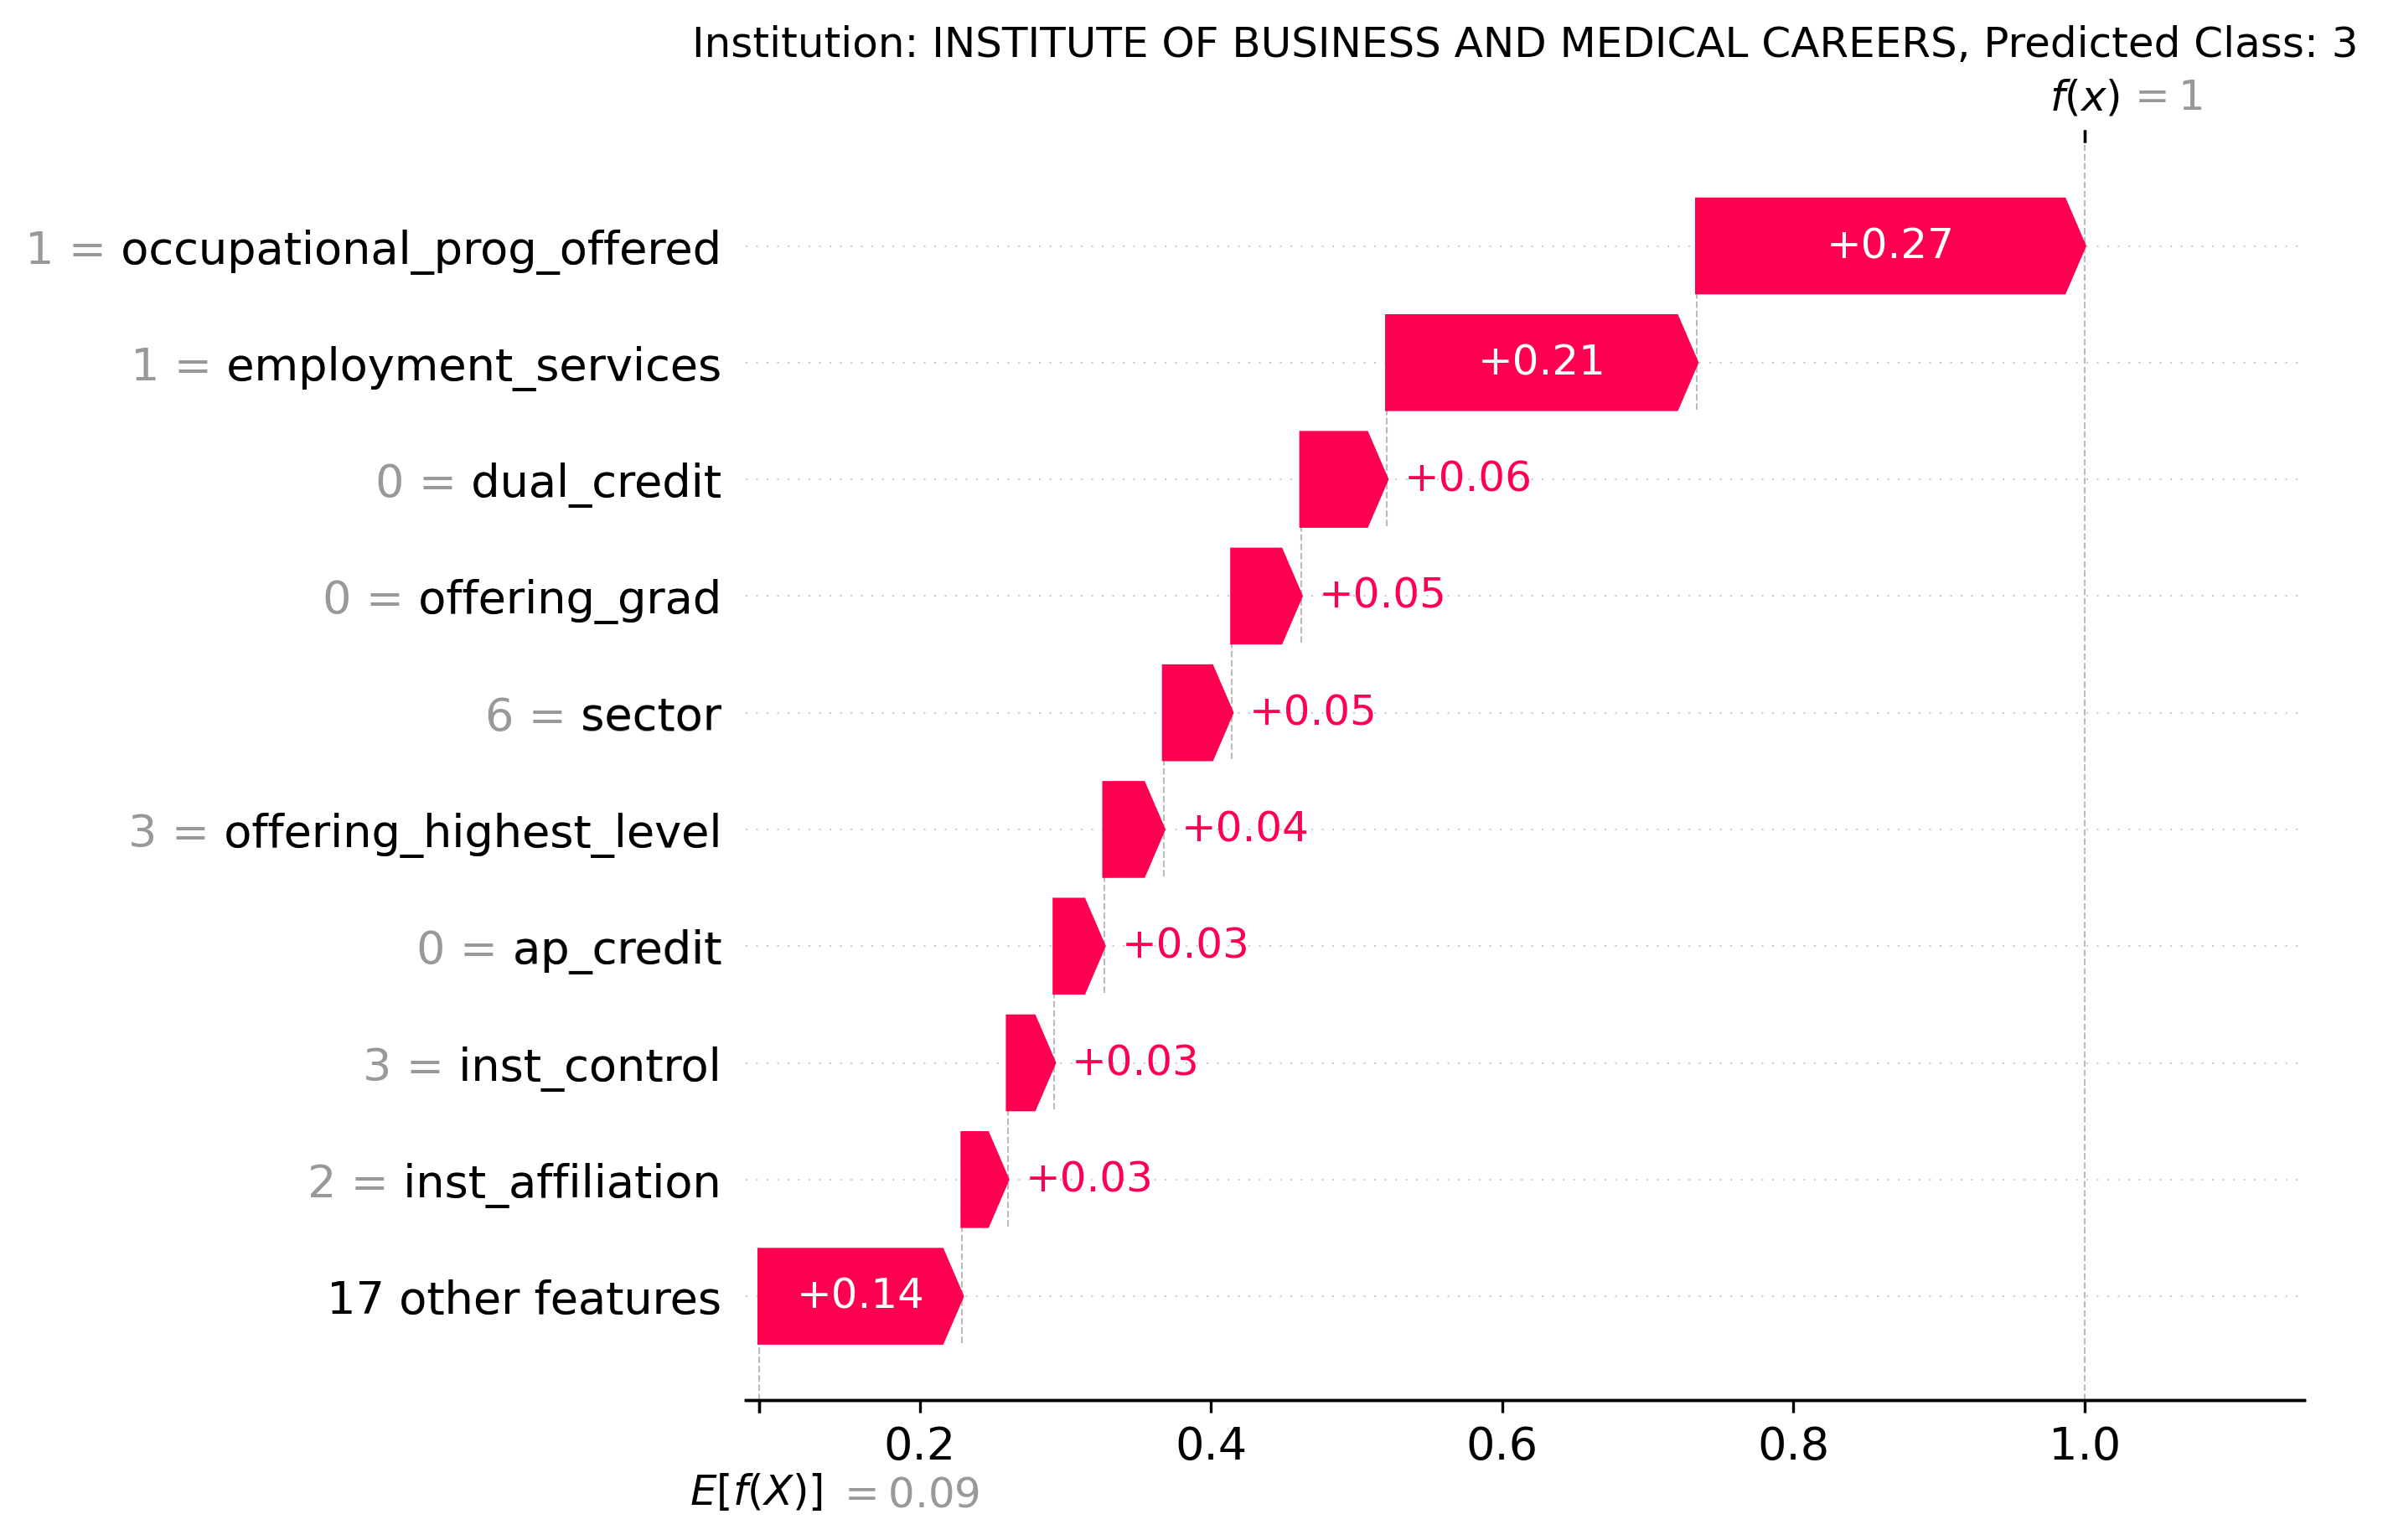 Institution: INSTITUTE OF BUSINESS AND MEDICAL CAREERS, Predicted Class: 3
f(x) = 1
1 = occupational_prog_offered +0.27
1 = employment_services +0.21
0 = dual_credit +0.06
0 = offering_grad +0.05
6 = sector +0.05
3 = offering_highest_level +0.04
0 = ap_credit +0.03
3 = inst_control +0.03
2 = inst_affiliation +0.03
17 other features +0.14
0.2 0.4 0.6 0.8 1.0
E[f(X)] = 0.09